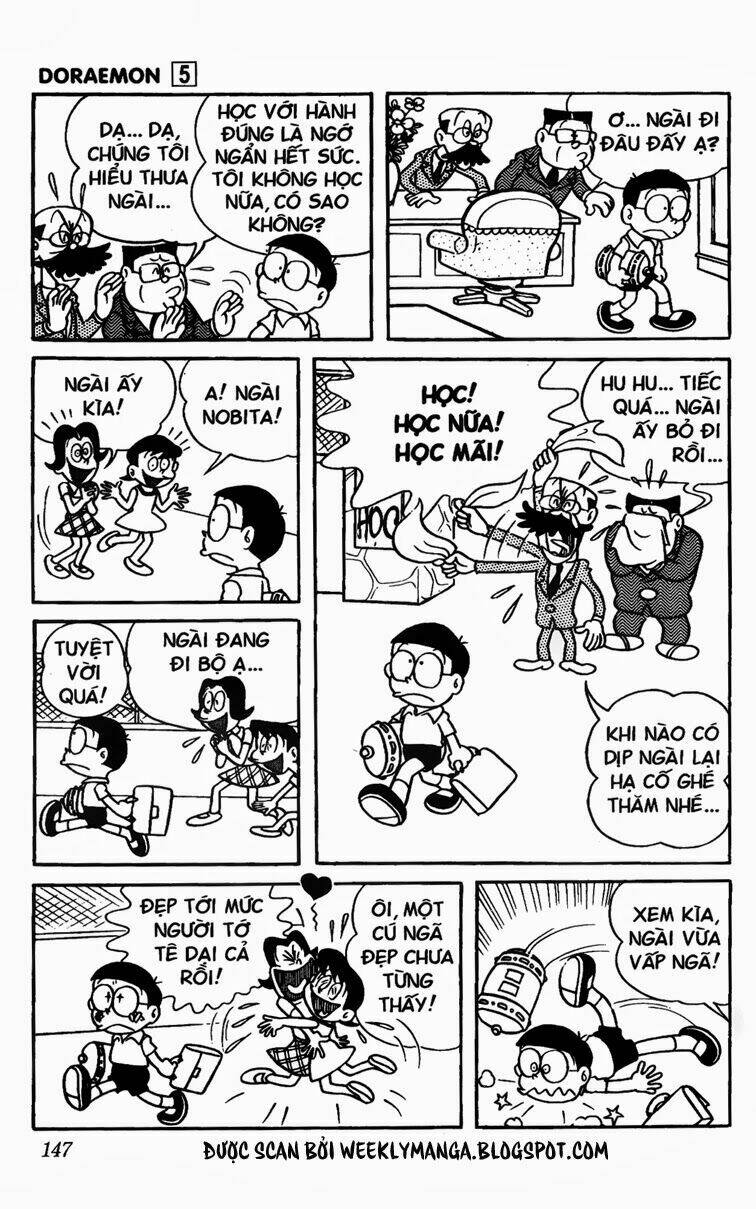 DORAEMON 5
Ơ... NGÀI ĐI
ĐÂU ĐẤY Ạ?
HỌC VỚI HÀNH
ĐÚNG LÀ NGỚ
NGẨN HẾT SỨC.
TÔI KHÔNG HỌC
NỮA, CÓ SAO
KHÔNG?
DẠ... DẠ,
CHÚNG TÔI
HIỂU THƯA
NGÀI...
HU HU... TIẾC
QUÁ... NGÀI
ẤY BỎ ĐI
RỒI...
HỌC!
HỌC NỮA!
HỌC MÃI!
HỌC
KHI NÀO CÓ
DỊP NGÀI LẠI
HẠ CỐ GHÉ
THĂM NHÉ...
A! NGÀI
NOBITA!
NGÀI ẤY
KÌA!
NGÀI ĐANG
ĐI BỘ Ạ...
TUYỆT
VỜI
QUÁ!
XEM KÌA,
NGÀI VỪA
VẤP NGÃ!
ÔI, MỘT
CÚ NGÃ
ĐẸP CHƯA
TỪNG
THẤY!
ĐẸP TỚI MỨC
NGƯỜI TỚ
TÊ DẠI CẢ
RỒI!
147
ĐƯỢC SCAN BỞI WEEKLYMANGA.BLOGSPOT.COM